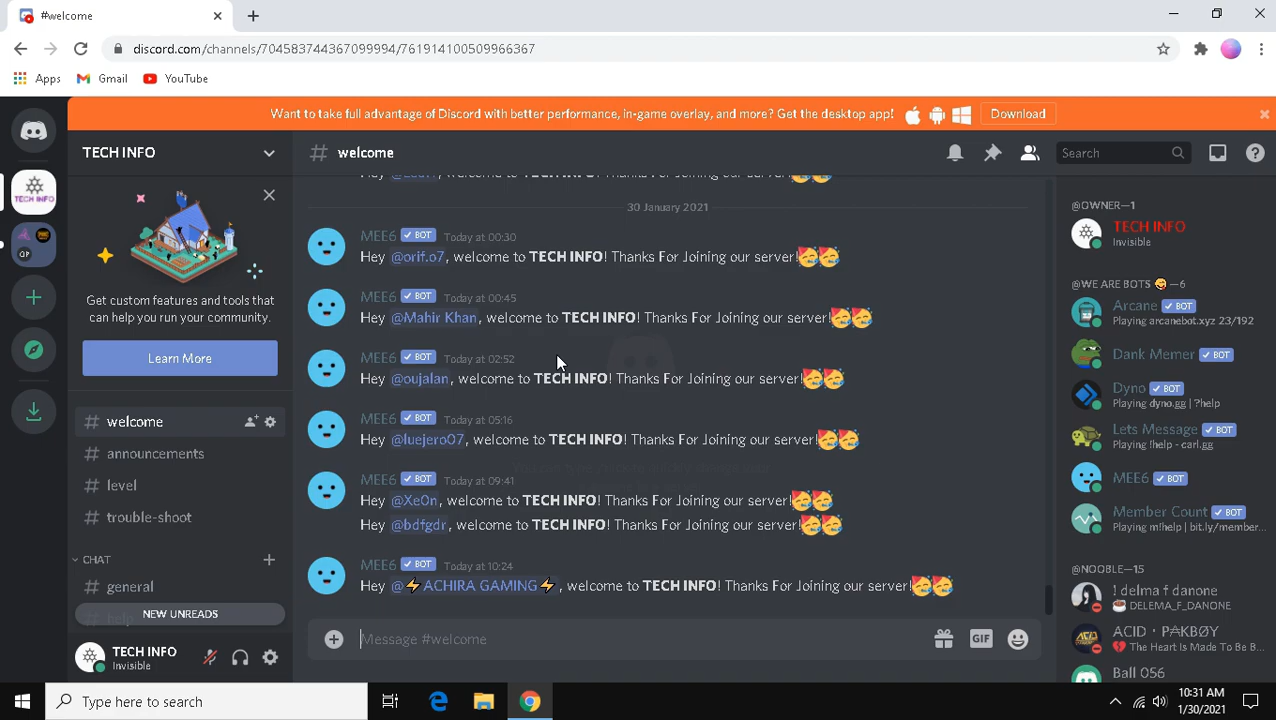 #welcome
discord.com/channels/704583744367099994/761914100509966367
Apps Gmail YouTube
Want to take full advantage of Discord with better performance, in-game overlay, and more? Get the desktop app! Download
TECH INFO
welcome
Search
TECH INFO
Get custom features and tools that
can help you run your community.
Learn More
welcome
announcements
level
trouble-shoot
CHAT
general
help
NEW UNREADS
TECH INFO
Invisible
30 January 2021
MEE6 BOT Today at 00:30
Hey @orif.o7, welcome to TECH INFO! Thanks For Joining our server!🥳🥳
MEE6 BOT Today at 00:45
Hey @Mahir Khan, welcome to TECH INFO! Thanks For Joining our server!🥳🥳
MEE6 BOT Today at 02:52
Hey @oujalan, welcome to TECH INFO! Thanks For Joining our server!🥳🥳
MEE6 BOT Today at 05:16
Hey @luejero07, welcome to TECH INFO! Thanks For Joining our server!🥳🥳
MEE6 BOT Today at 09:41
Hey @XeOn, welcome to TECH INFO! Thanks For Joining our server!🥳🥳
Hey @bdfgdr, welcome to TECH INFO! Thanks For Joining our server!🥳🥳
MEE6 BOT Today at 10:24
Hey @⚡ACHIRA GAMING⚡, welcome to TECH INFO! Thanks For Joining our server!🥳🥳
Message #welcome
GIF
@OWNER—1
TECH INFO
Invisible
@WE ARE BOTS 😋—6
Arcane BOT
Playing arcanebot.xyz 23/192
Dank Memer BOT
Dyno BOT
Playing dyno.gg | ?help
Lets Message BOT
Playing !help - carl.gg
MEE6 BOT
Member Count BOT
Playing m!help | bit.ly/member...
@NOOBLE—15
! delma f danone
☕ DELEMA_F_DANONE
ACID・P₳KBØY
💔 The Heart Is Made To Be B...
Ball 056
Type here to search
10:31 AM
1/30/2021